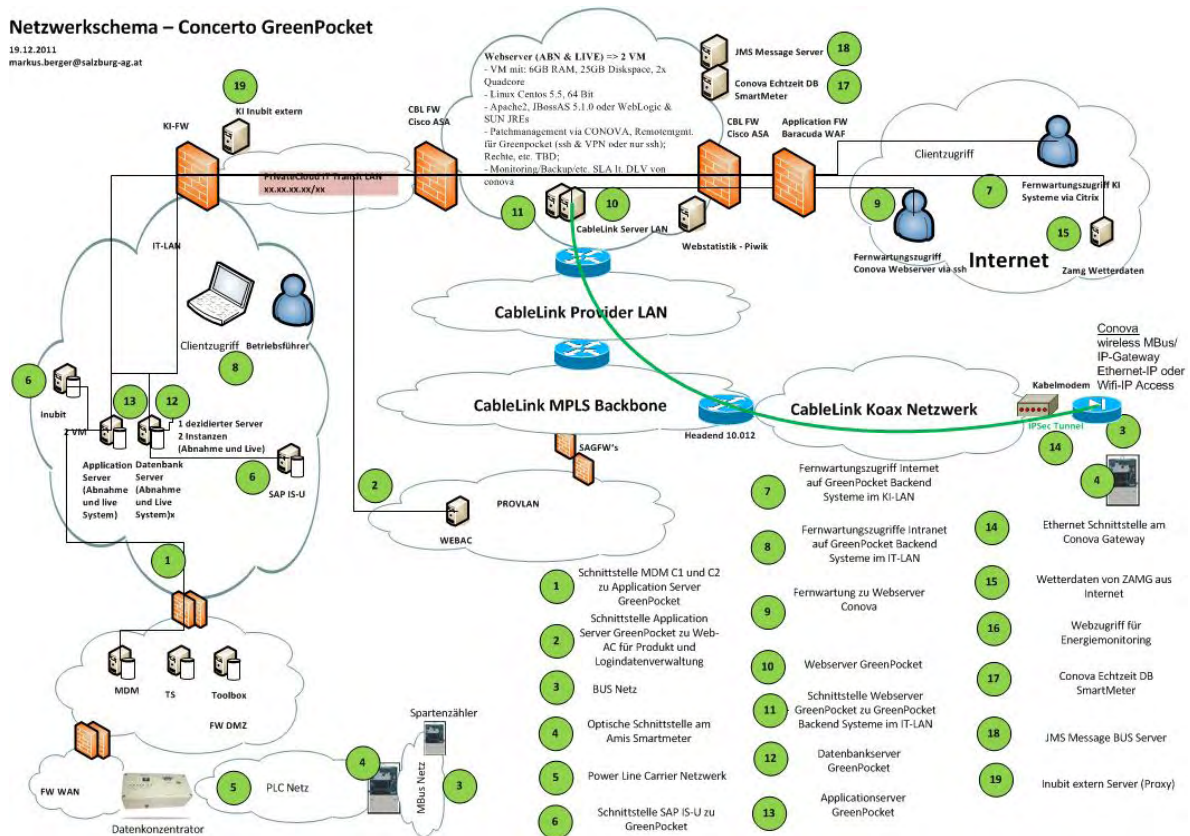 Netzwerkschema – Concerto GreenPocket
19.12.2011
markus.berger@salzburg-ag.at
Webserver (ABN & LIVE) => 2 VM
- VM mit: 6GB RAM, 25GB Diskspace, 2x
Quadcore
- Linux Centos 5.5, 64 Bit
- Apache2, JBossAS 5.1.0 oder WebLogic &
SUN JREs
- Patchmanagement via CONOVA, Remotemgmt.
für Greenpocket (ssh & VPN oder nur ssh);
Rechte, etc. TBD;
- Monitoring/Backup/etc. SLA lt. DLV von
conova
JMS Message Server
18
Conova Echtzeit DB
SmartMeter
17
19
KI Inubit extern
KI-FW
CBL FW
Cisco ASA
CBL FW
Cisco ASA
Application FW
Baracuda WAF
PrivateCloud IT Transit LAN
xx.xx.xx.xx/xx
Clientzugriff
7
Fernwartungszugriff KI
Systeme via Citrix
9
Fernwartungszugriff
Conova Webserver via ssh
15
Zamg Wetterdaten
Internet
11
10
CableLink Server LAN
Webstatistik - Piwik
IT-LAN
Clientzugriff
Betriebsführer
8
CableLink Provider LAN
CableLink MPLS Backbone
Headend 10.012
CableLink Koax Netzwerk
Kabelmodem
IPSec Tunnel
14
Conova
wireless MBus/
IP-Gateway
Ethernet-IP oder
Wifi-IP Access
3
4
6
Inubit
13
12
2 VM
1 dezidierter Server
2 Instanzen
(Abnahme und Live)
Application
Server
(Abnahme
und live
System)
Datenbank
Server
(Abnahme
und Live
System)x
6
SAP IS-U
SAGFW's
2
PROVLAN
WEBAC
1
MDM
TS
Toolbox
FW DMZ
FW WAN
Datenkonzentrator
5
PLC Netz
4
Spartenzähler
MBus Netz
3
1
Schnittstelle MDM C1 und C2
zu Application Server
GreenPocket
2
Schnittstelle Application
Server GreenPocket zu Web-
AC für Produkt und
Logindatenverwaltung
3
BUS Netz
4
Optische Schnittstelle am
Amis Smartmeter
5
Power Line Carrier Netzwerk
6
Schnittstelle SAP IS-U zu
GreenPocket
7
Fernwartungszugriff Internet
auf GreenPocket Backend
Systeme im KI-LAN
8
Fernwartungszugriffe Intranet
auf GreenPocket Backend
Systeme im IT-LAN
9
Fernwartung zu Webserver
Conova
10
Webserver GreenPocket
11
Schnittstelle Webserver
GreenPocket zu GreenPocket
Backend Systeme im IT-LAN
12
Datenbankserver
GreenPocket
13
Applicationserver
GreenPocket
14
Ethernet Schnittstelle am
Conova Gateway
15
Wetterdaten von ZAMG aus
Internet
16
Webzugriff für
Energiemonitoring
17
Conova Echtzeit DB
SmartMeter
18
JMS Message BUS Server
19
Inubit extern Server (Proxy)